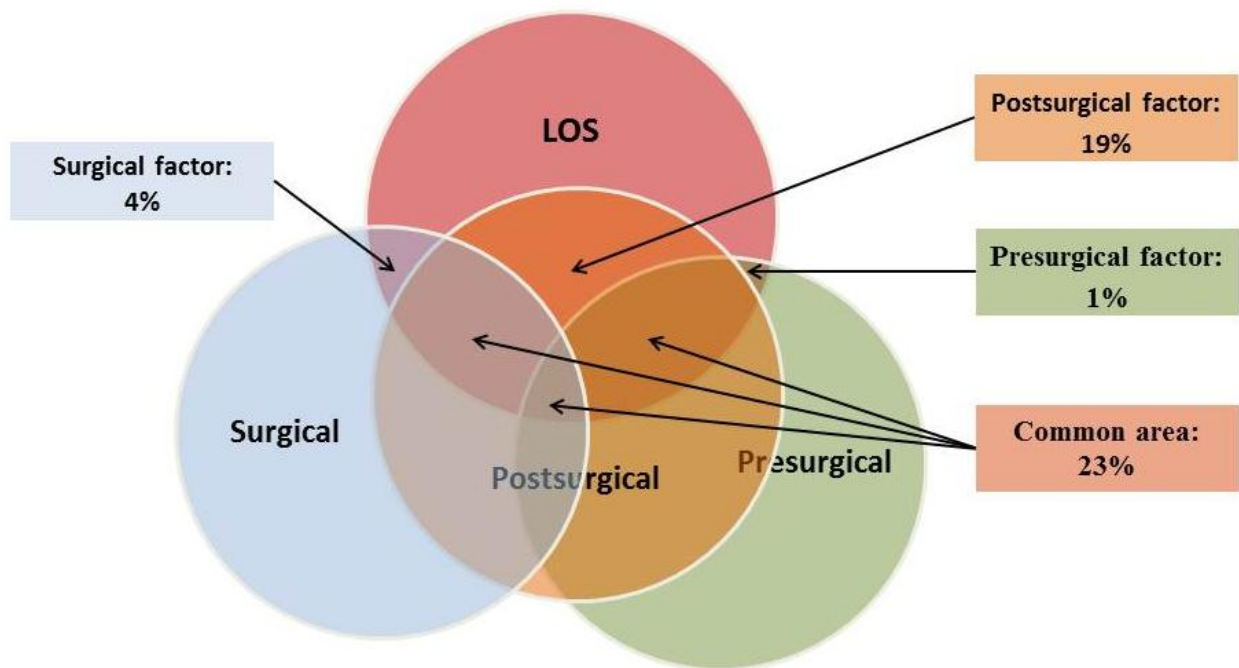 LOS
Postsurgical factor:
19%
Surgical factor:
4%
Presurgical factor:
1%
Surgical
Postsurgical
Presurgical
Common area:
23%